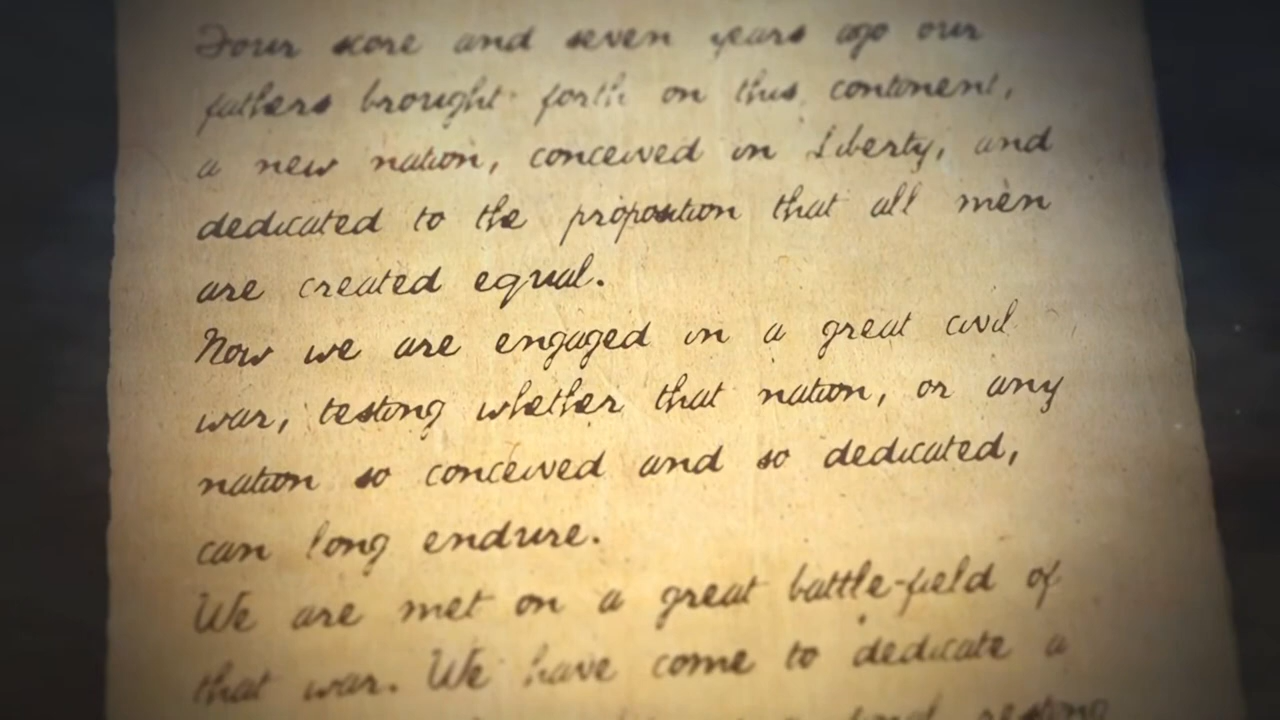 Four score and seven years ago our
fathers brought forth on this continent,
a new nation, conceived in Liberty, and
dedicated to the proposition that all men
are created equal.
Now we are engaged in a great civil
war, testing whether that nation, or any
nation so conceived and so dedicated,
can long endure.
We are met on a great battle-field of
that war. We have come to dedicate a
resting